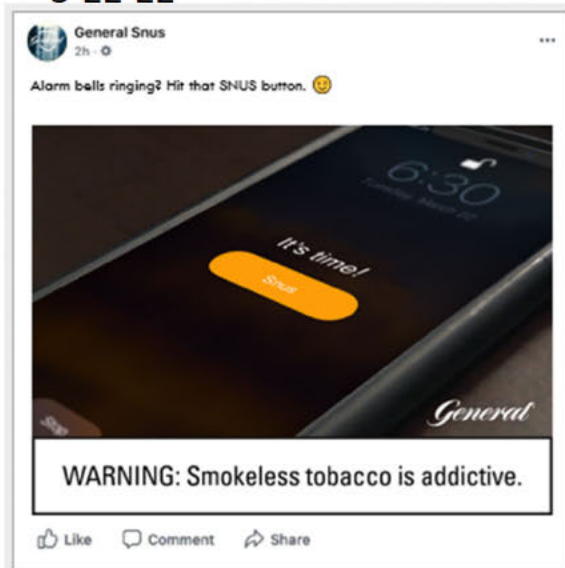 General Snus
2h
Alarm bells ringing? Hit that SNUS button. 😉
6:30
It's time!
Snus
Stop
General
WARNING: Smokeless tobacco is addictive.
Like Comment Share